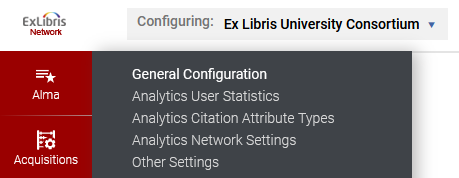 ExLibris
Network
Configuring: Ex Libris University Consortium
Alma
Acquisitions
General Configuration
Analytics User Statistics
Analytics Citation Attribute Types
Analytics Network Settings
Other Settings